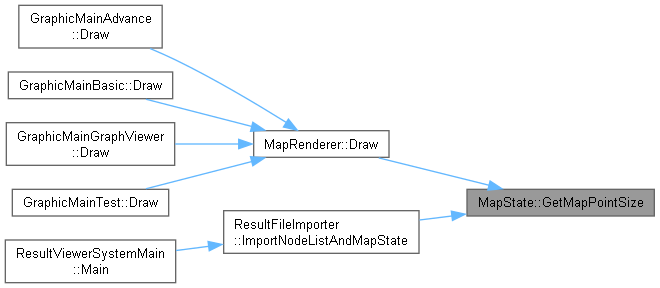 GraphicMainAdvance
::Draw
GraphicMainBasic::Draw
GraphicMainGraphViewer
::Draw
GraphicMainTest::Draw
ResultViewerSystemMain
::Main
MapRenderer::Draw
ResultFileImporter
::ImportNodeListAndMapState
MapState::GetMapPointSize